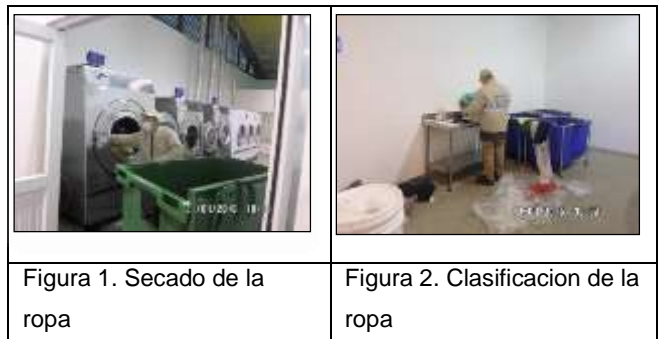 Figura 1. Secado de la
ropa
Figura 2. Clasificacion de la
ropa